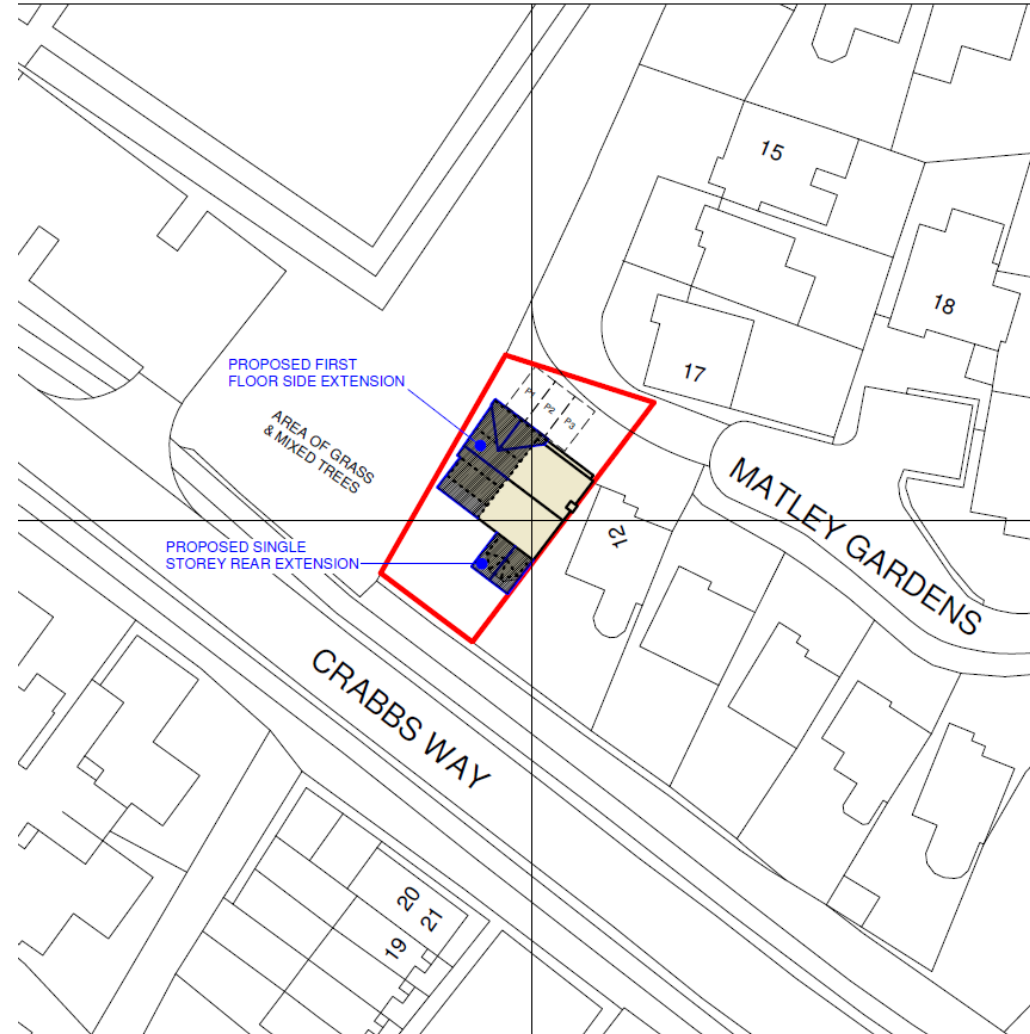 15
18
17
PROPOSED FIRST
FLOOR SIDE EXTENSION
P1
P2
P3
AREA OF GRASS
& MIXED TREES
MATLEY GARDENS
12
PROPOSED SINGLE
STOREY REAR EXTENSION
CRABBS WAY
20
21
19